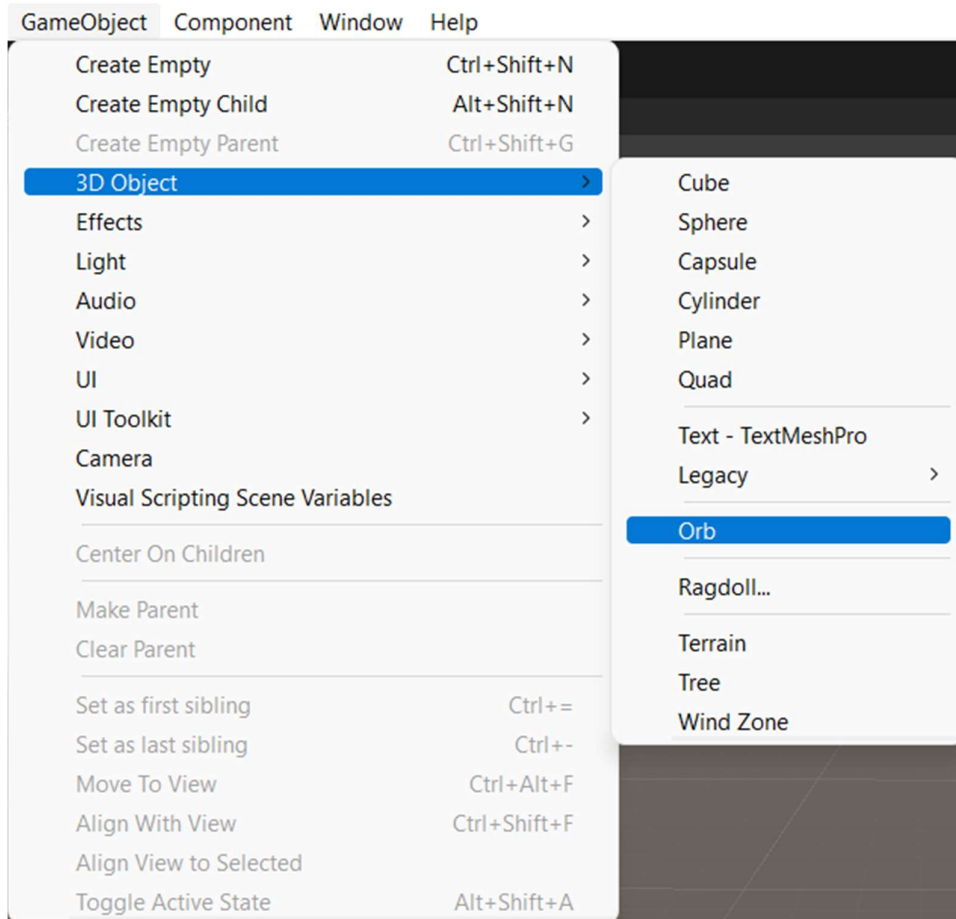 GameObject Component Window Help
Create Empty Ctrl+Shift+N
Create Empty Child Alt+Shift+N
Create Empty Parent Ctrl+Shift+G
3D Object
Effects
Light
Audio
Video
UI
UI Toolkit
Camera
Visual Scripting Scene Variables
Center On Children
Make Parent
Clear Parent
Set as first sibling Ctrl+=
Set as last sibling Ctrl+-
Move To View Ctrl+Alt+F
Align With View Ctrl+Shift+F
Align View to Selected
Toggle Active State Alt+Shift+A
Cube
Sphere
Capsule
Cylinder
Plane
Quad
Text - TextMeshPro
Legacy
Orb
Ragdoll...
Terrain
Tree
Wind Zone